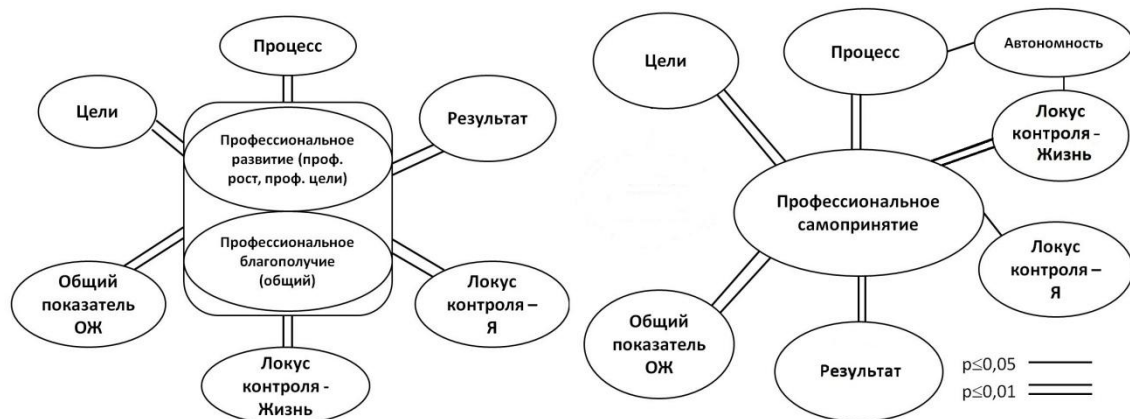 Процесс
Цели
Результат
Профессиональное
развитие (проф.
рост, проф. цели)
Профессиональное
благополучие
(общий)
Общий
показатель
ОЖ
Локус
контроля –
Я
Локус
контроля -
Жизнь
Цели
Процесс
Автономность
Локус
контроля -
Жизнь
Профессиональное
самопринятие
Локус
контроля –
Я
Общий
показатель
ОЖ
Результат
p≤0,05
p≤0,01